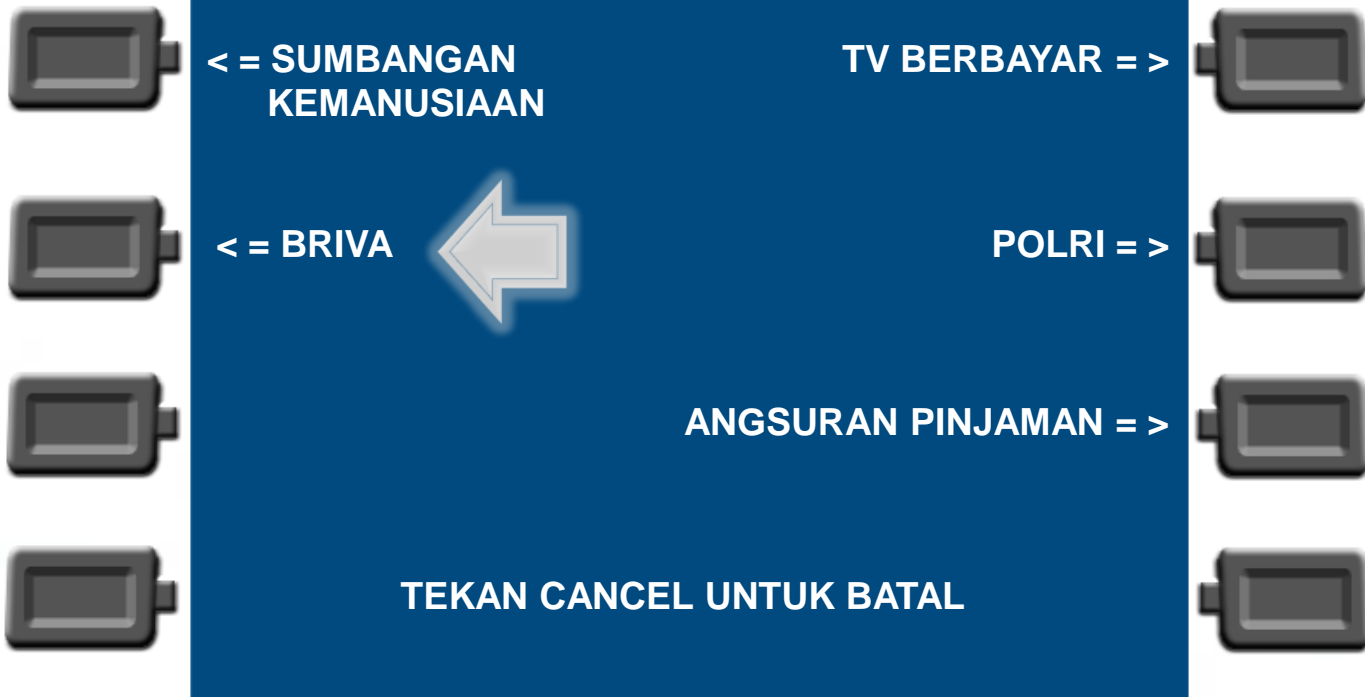 < = SUMBANGAN
KEMANUSIAAN
TV BERBAYAR = >
< = BRIVA
POLRI = >
ANGSURAN PINJAMAN = >
TEKAN CANCEL UNTUK BATAL